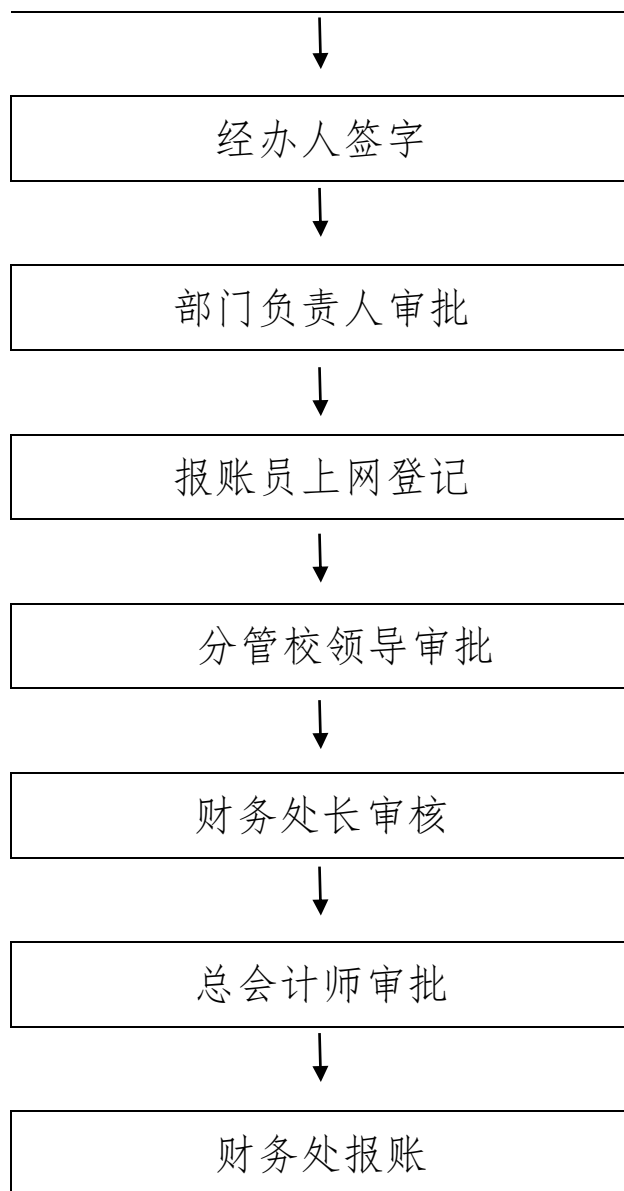 经办人签字
部门负责人审批
报账员上网登记
分管校领导审批
财务处长审核
总会计师审批
财务处报账